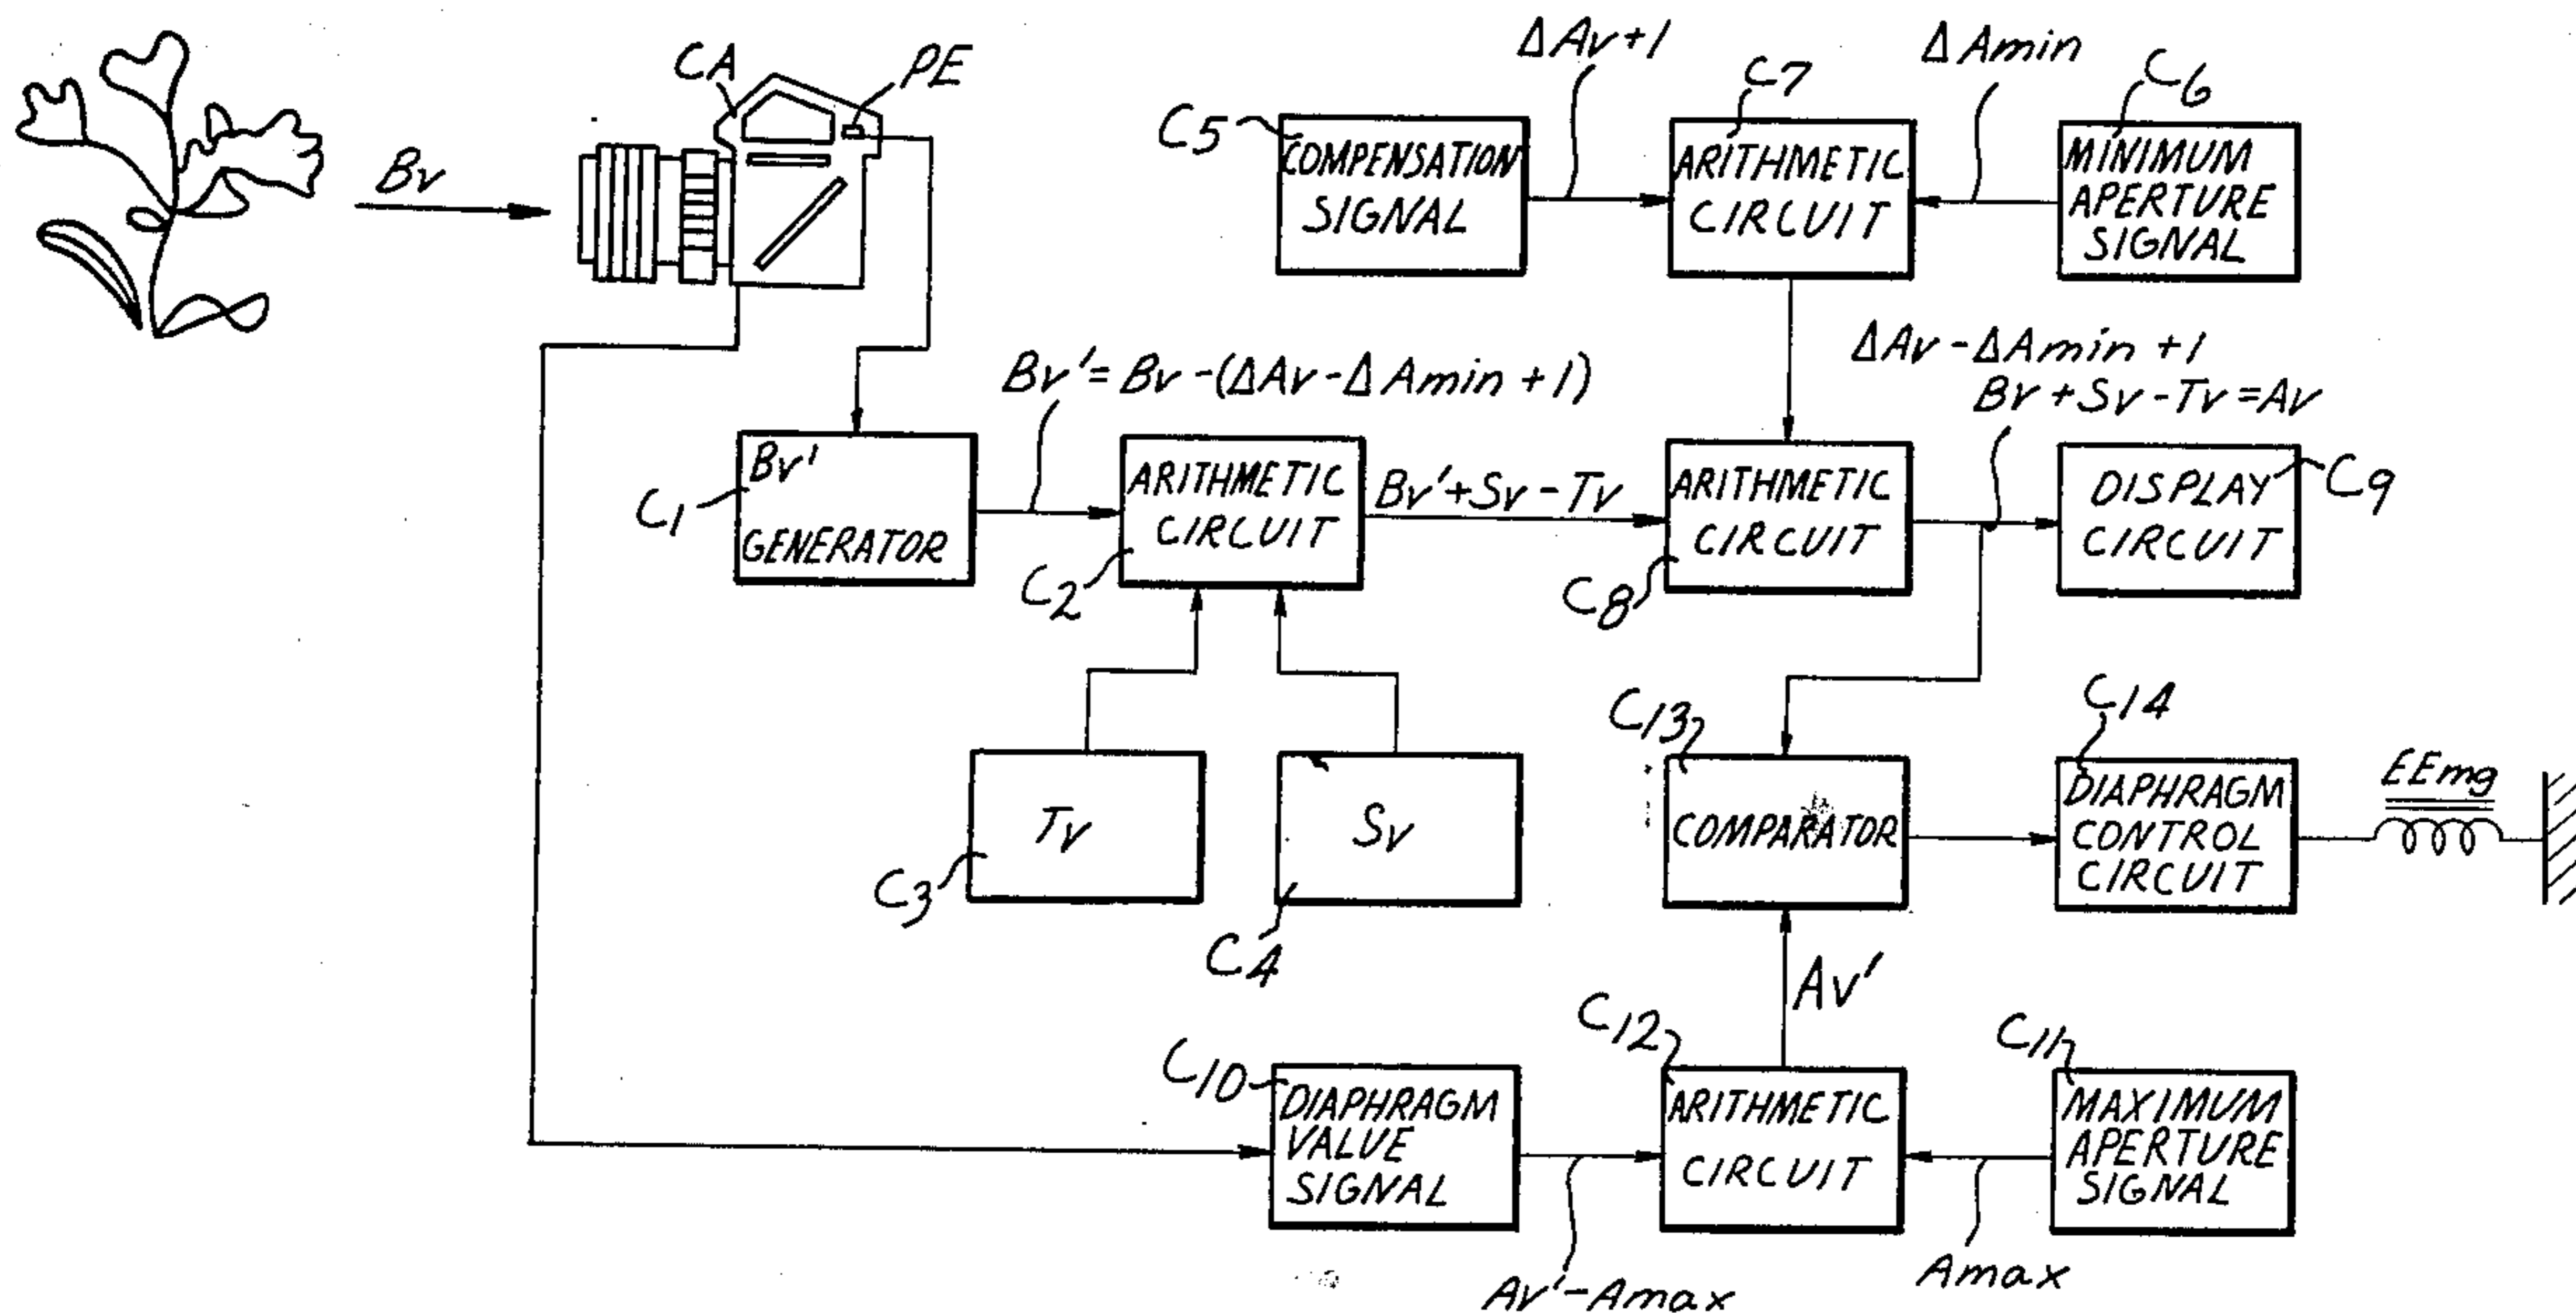 Bv
CA
PE
ΔAv+1
C7
ΔAmin
C6
C5
COMPENSATION
SIGNAL
ARITHMETIC
CIRCUIT
MINIMUM
APERTURE
SIGNAL
Bv'=Bv-(ΔAv-ΔAmin+1)
ΔAv-ΔAmin+1
Bv+Sv-Tv=Av
C1
Bv'
GENERATOR
C2
ARITHMETIC
CIRCUIT
Bv'+Sv-Tv
C8
ARITHMETIC
CIRCUIT
DISPLAY
CIRCUIT
C9
C3
Tv
C4
Sv
C13
COMPARATOR
C14
DIAPHRAGM
CONTROL
CIRCUIT
EEmg
Av'
C10
DIAPHRAGM
VALUE
SIGNAL
C12
ARITHMETIC
CIRCUIT
C11
MAXIMUM
APERTURE
SIGNAL
Av'-Amax
Amax